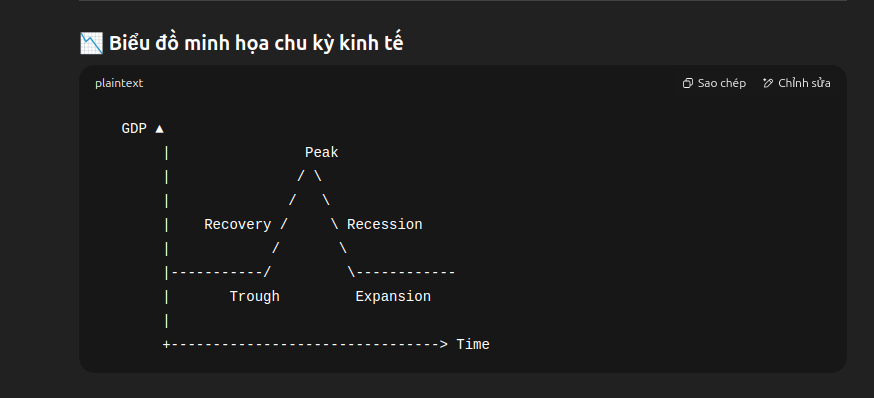 📉 Biểu đồ minh họa chu kỳ kinh tế
plaintext
Sao chép
Chỉnh sửa
GDP ▲
|                Peak
|               / \
|              /   \
|    Recovery /     \ Recession
|            /       \
|-----------/         \------------
|       Trough         Expansion
|
+--------------------------------> Time